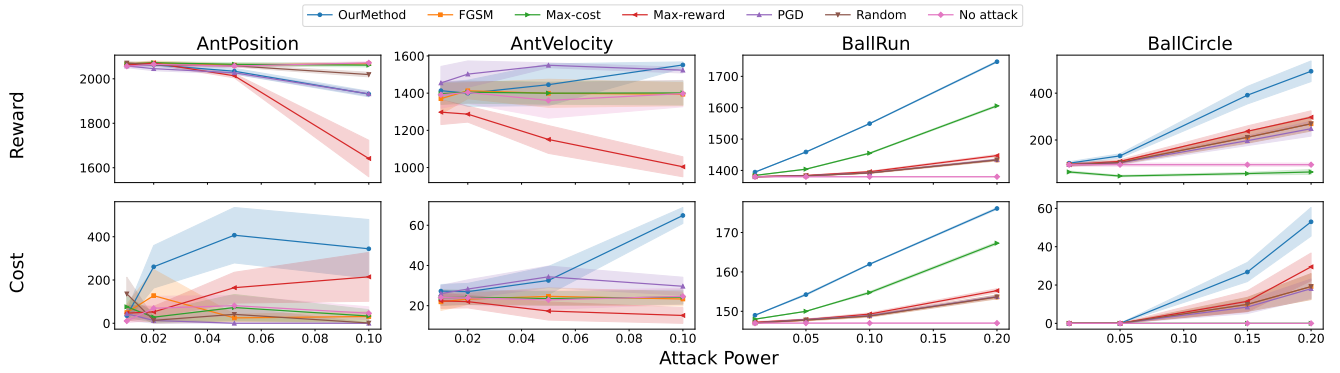 OurMethod FGSM Max-cost Max-reward PGD Random No attack
AntPosition AntVelocity BallRun BallCircle
Reward
2000
1800
1600
1600
1400
1200
1000
1700
1600
1500
1400
400
200
Cost
400
200
0
60
40
20
170
160
150
60
40
20
0
0.02 0.04 0.06 0.08 0.10
0.02 0.04 0.06 0.08 0.10
0.05 0.10 0.15 0.20
0.05 0.10 0.15 0.20
Attack Power